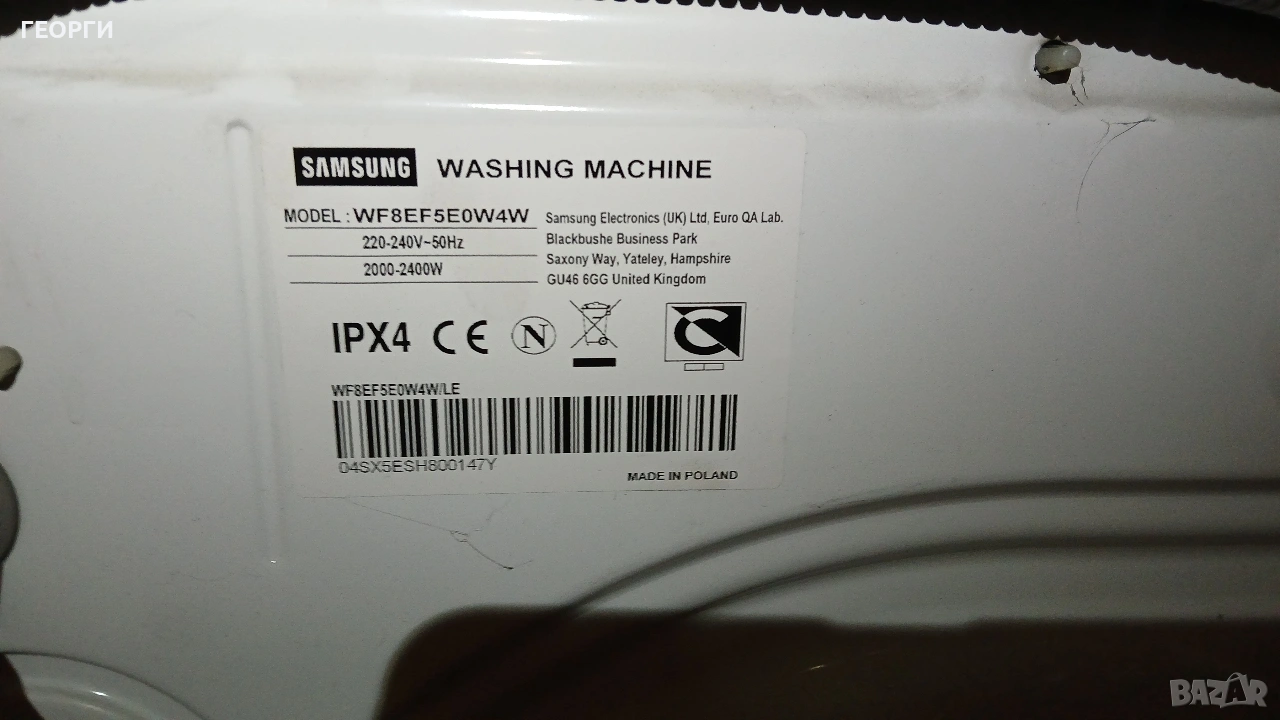 ГЕОРГИ
SAMSUNG WASHING MACHINE
MODEL : WF8EF5E0W4W
220-240V~50Hz
2000-2400W
Samsung Electronics (UK) Ltd, Euro QA Lab.
Blackbushe Business Park
Saxony Way, Yateley, Hampshire
GU46 6GG United Kingdom
IPX4 CE N
WF8EF5E0W4W/LE
04SX5ESH800147Y
MADE IN POLAND
BAZAR